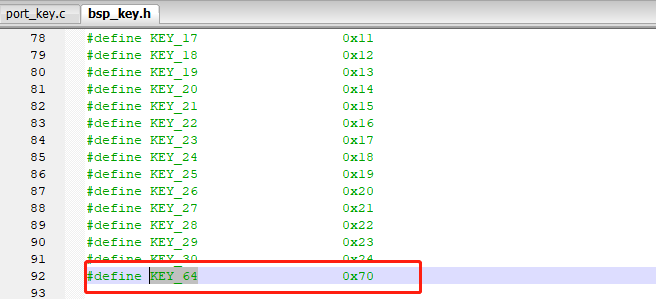 port_key.c bsp_key.h
78 #define KEY_17 0x11
79 #define KEY_18 0x12
80 #define KEY_19 0x13
81 #define KEY_20 0x14
82 #define KEY_21 0x15
83 #define KEY_22 0x16
84 #define KEY_23 0x17
85 #define KEY_24 0x18
86 #define KEY_25 0x19
87 #define KEY_26 0x20
88 #define KEY_27 0x21
89 #define KEY_28 0x22
90 #define KEY_29 0x23
91 #define KEY_30 0x24
92 #define KEY_64 0x70
93